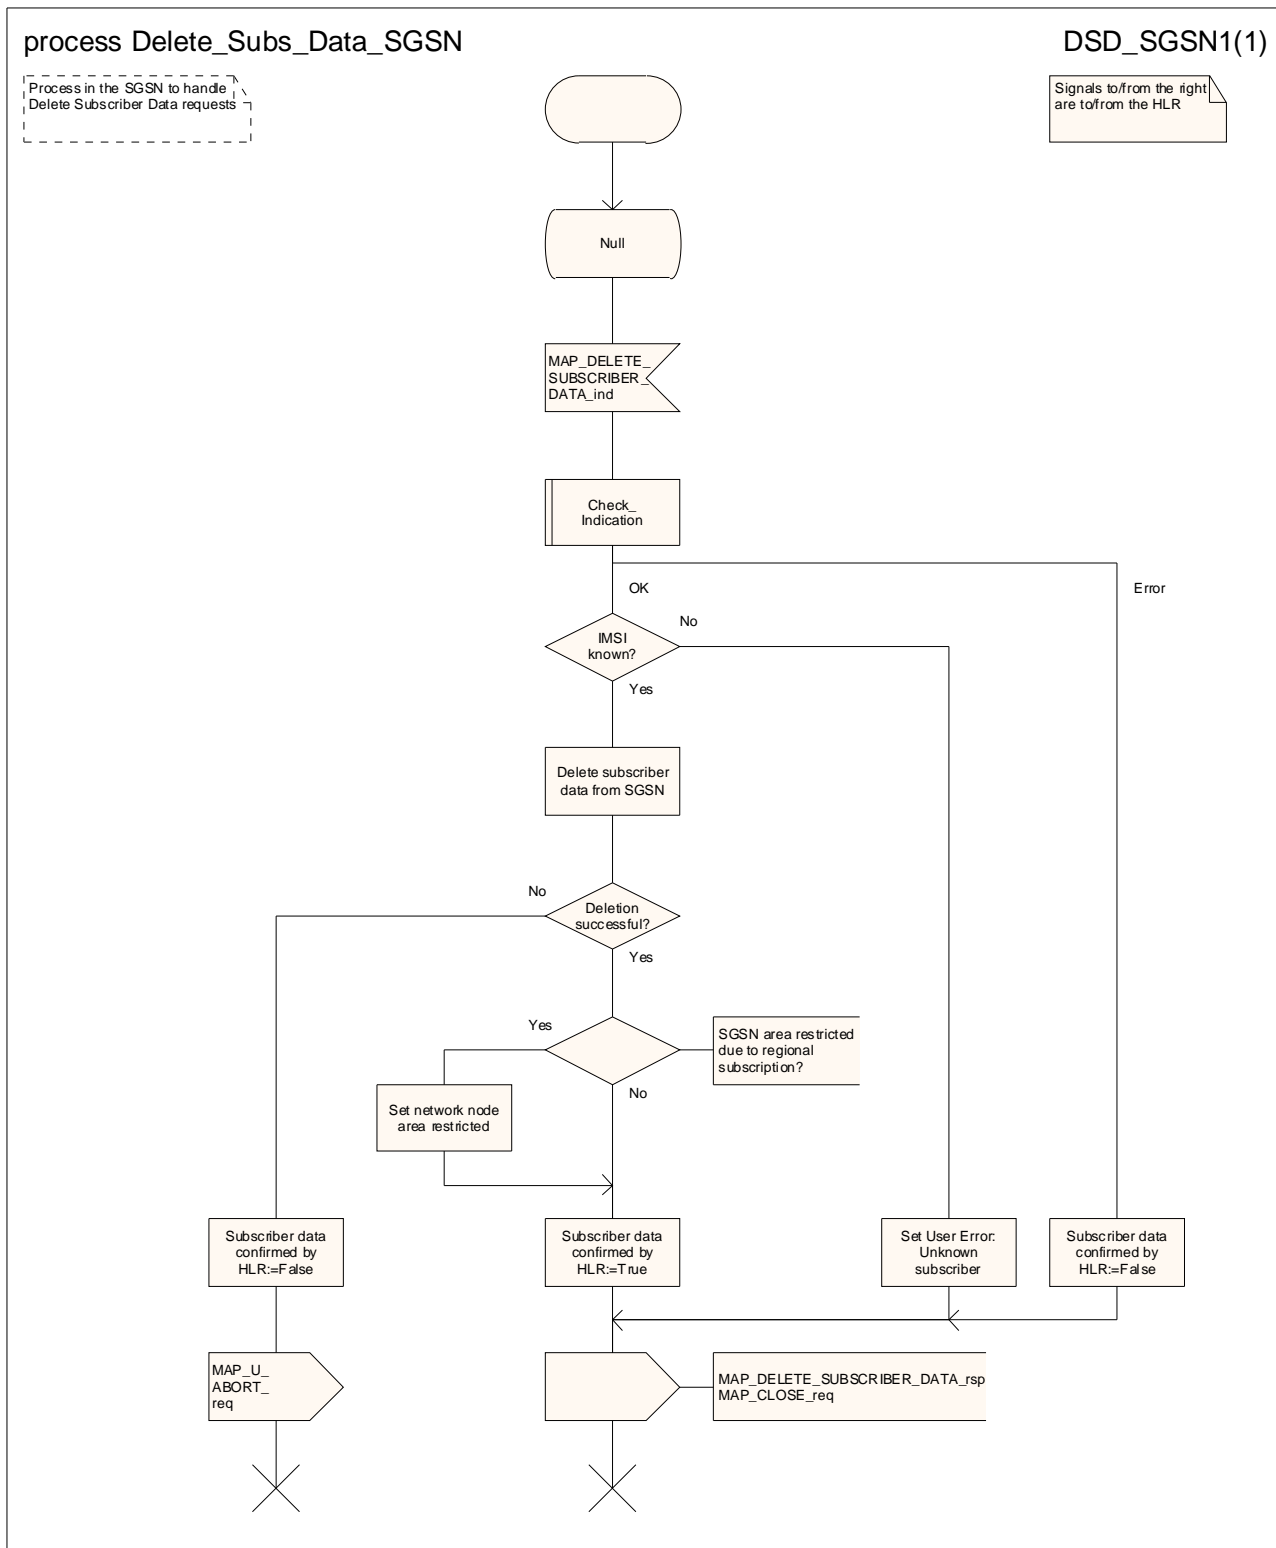 process Delete_Subs_Data_SGSN
DSD_SGSN1(1)
Process in the SGSN to handle
Delete Subscriber Data requests
Signals to/from the right
are to/from the HLR
Null
MAP_DELETE_
SUBSCRIBER_
DATA_ind
Check_
Indication
OK
Error
No
IMSI
known?
Yes
Delete subscriber
data from SGSN
No
Deletion
successful?
Yes
Yes
SGSN area restricted
due to regional
subscription?
No
Set network node
area restricted
Subscriber data
confirmed by
HLR:=False
Subscriber data
confirmed by
HLR:=True
Set User Error:
Unknown
subscriber
Subscriber data
confirmed by
HLR:=False
MAP_U_
ABORT_
req
MAP_DELETE_SUBSCRIBER_DATA_rsp
MAP_CLOSE_req